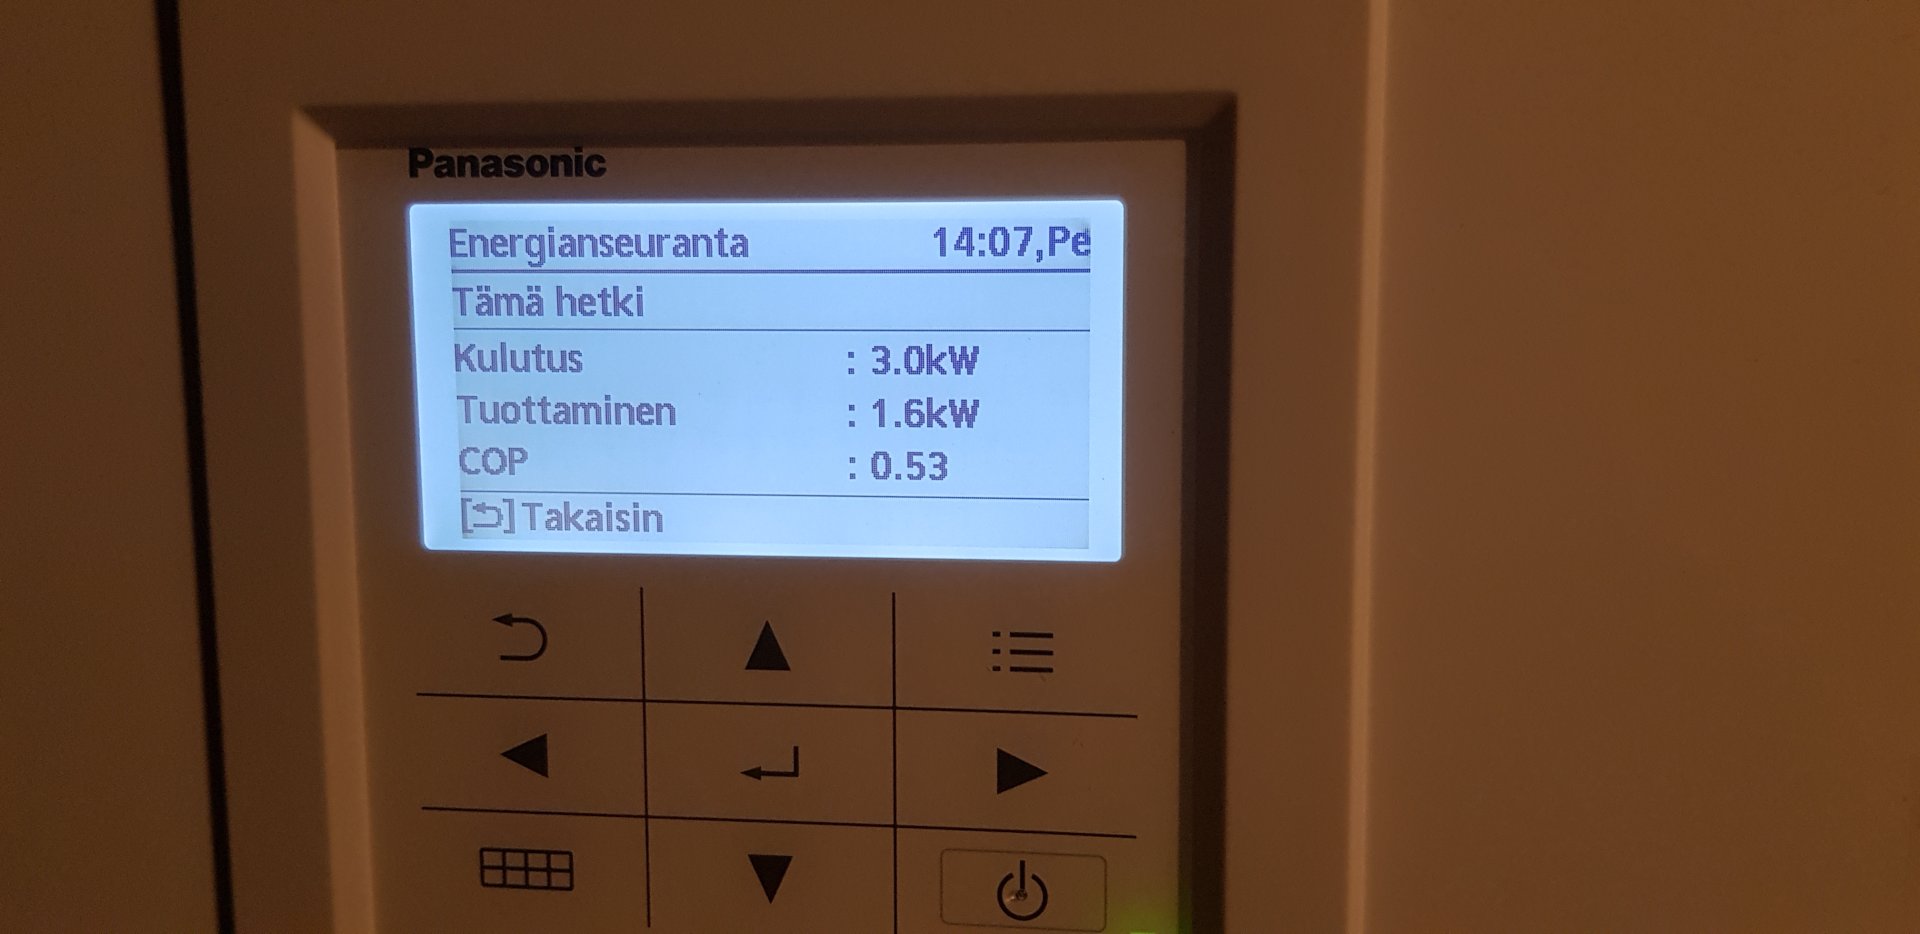 Panasonic
Energianseuranta 14:07,Pe
Tämä hetki
Kulutus : 3.0kW
Tuottaminen : 1.6kW
COP : 0.53
[⮌]Takaisin